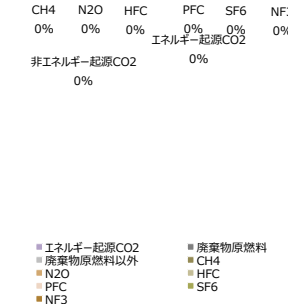 CH4 N2O HFC PFC SF6
0% 0% 0% 0% 0% 0%
エネルギー起源CO2
0%
非エネルギー起源CO2
0%
エネルギー起源CO2 廃棄物原燃料
廃棄物原燃料以外 CH4
N2O HFC
PFC SF6
NF3